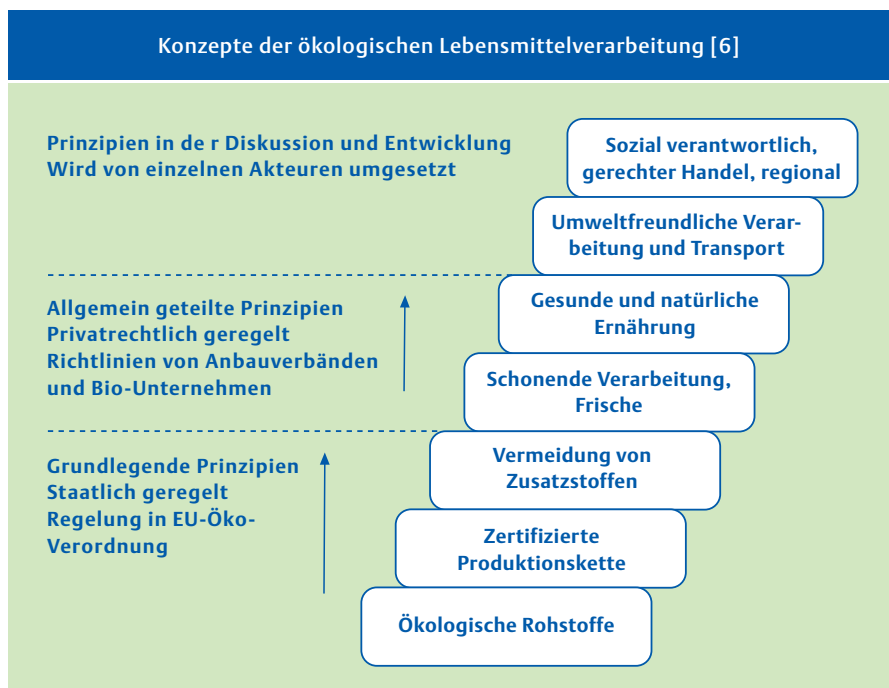 Konzepte der ökologischen Lebensmittelverarbeitung [6]
Prinzipien in de r Diskussion und Entwicklung
Wird von einzelnen Akteuren umgesetzt
Sozial verantwortlich,
gerechter Handel, regional
Umweltfreundliche Verar-
beitung und Transport
Allgemein geteilte Prinzipien
Privatrechtlich geregelt
Richtlinien von Anbauverbänden
und Bio-Unternehmen
Gesunde und natürliche
Ernährung
Schonende Verarbeitung,
Frische
Grundlegende Prinzipien
Staatlich geregelt
Regelung in EU-Öko-
Verordnung
Vermeidung von
Zusatzstoffen
Zertifizierte
Produktionskette
Ökologische Rohstoffe